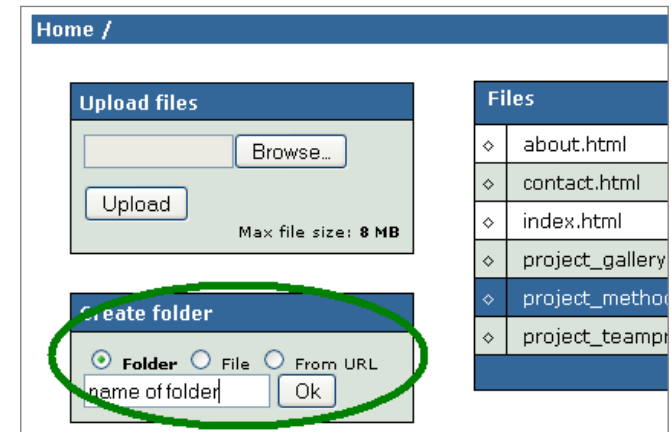 Home /
Upload files
Browse...
Upload
Max file size: 8 MB
Create folder
Folder File From URL
name of folder Ok
Files
about.html
contact.html
index.html
project_gallery
project_metho
project_teamp